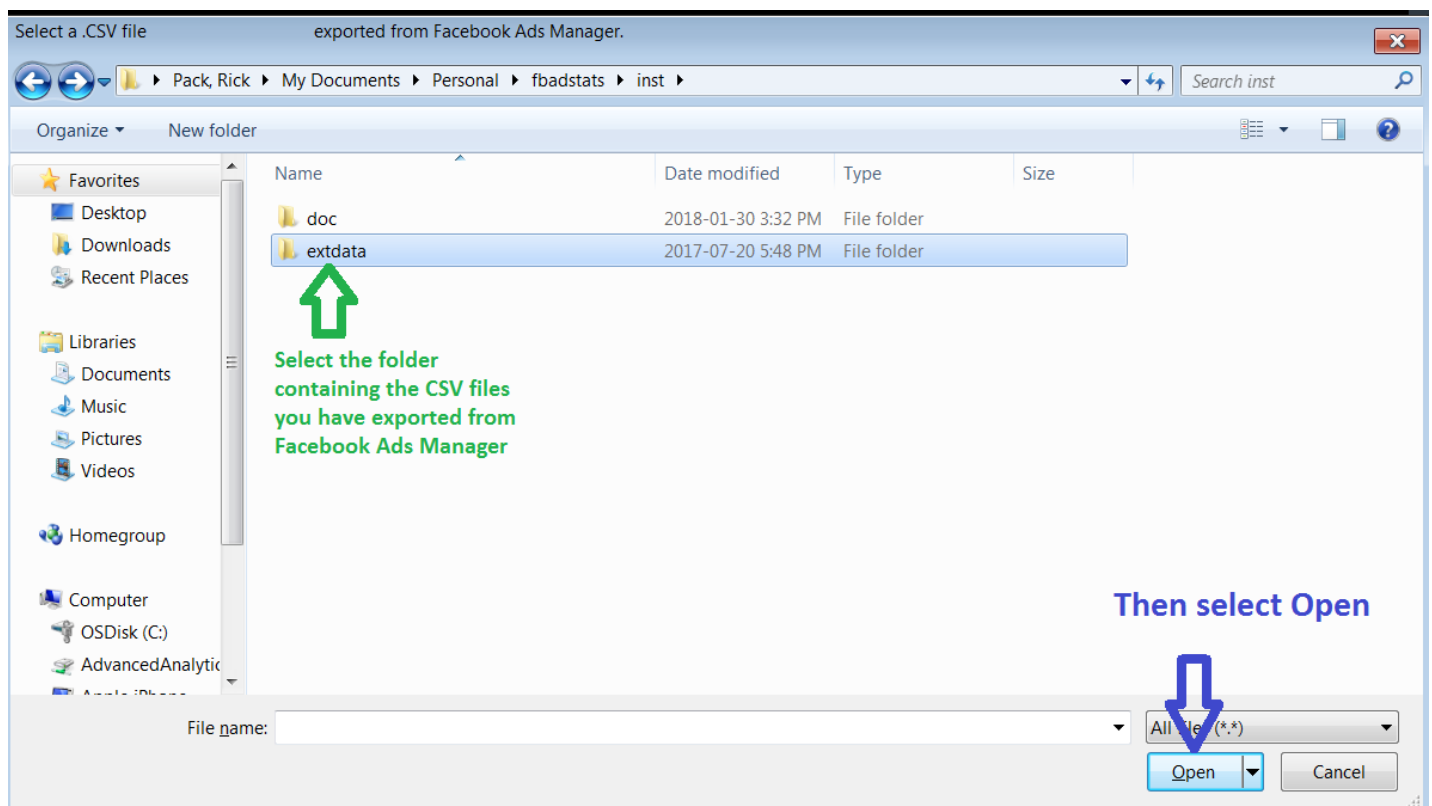 Select a .CSV file exported from Facebook Ads Manager.
Pack, Rick My Documents Personal fbadstats inst Search inst
Organize New folder
Name Date modified Type Size
Favorites
Desktop
Downloads
Recent Places
Libraries
Documents
Music
Pictures
Videos
Homegroup
Computer
OSDisk (C:)
AdvancedAnalytic
doc 2018-01-30 3:32 PM File folder
extdata 2017-07-20 5:48 PM File folder
Select the folder
containing the CSV files
you have exported from
Facebook Ads Manager
Then select Open
File name: All (*.*)
Open Cancel